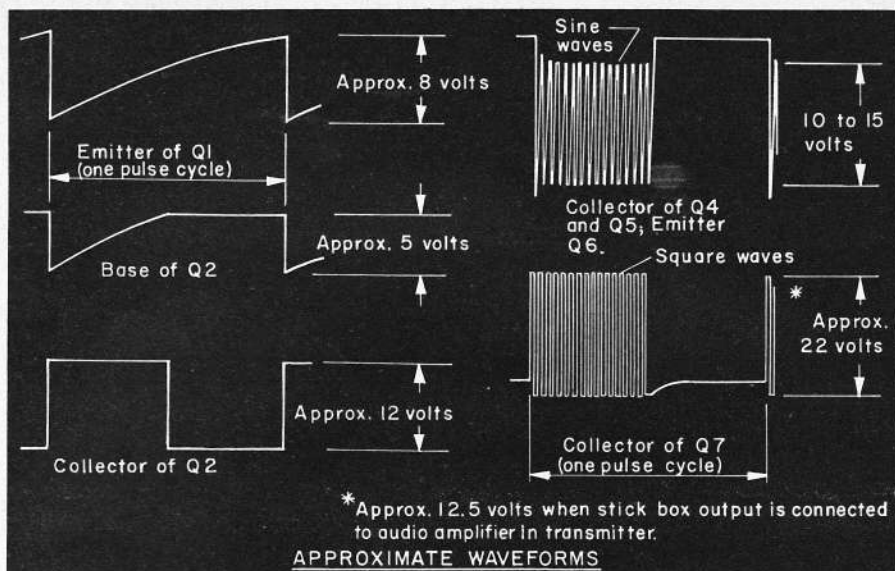 Approx. 8 volts
Emitter of Q1
(one pulse cycle)
Approx. 5 volts
Base of Q2
Approx. 12 volts
Collector of Q2
Sine
waves
10 to 15
volts
Collector of Q4
and Q5; Emitter
Q6.
Square waves
*
Approx.
22 volts
Collector of Q7
(one pulse cycle)
*Approx. 12.5 volts when stick box output is connected
to audio amplifier in transmitter.
APPROXIMATE WAVEFORMS